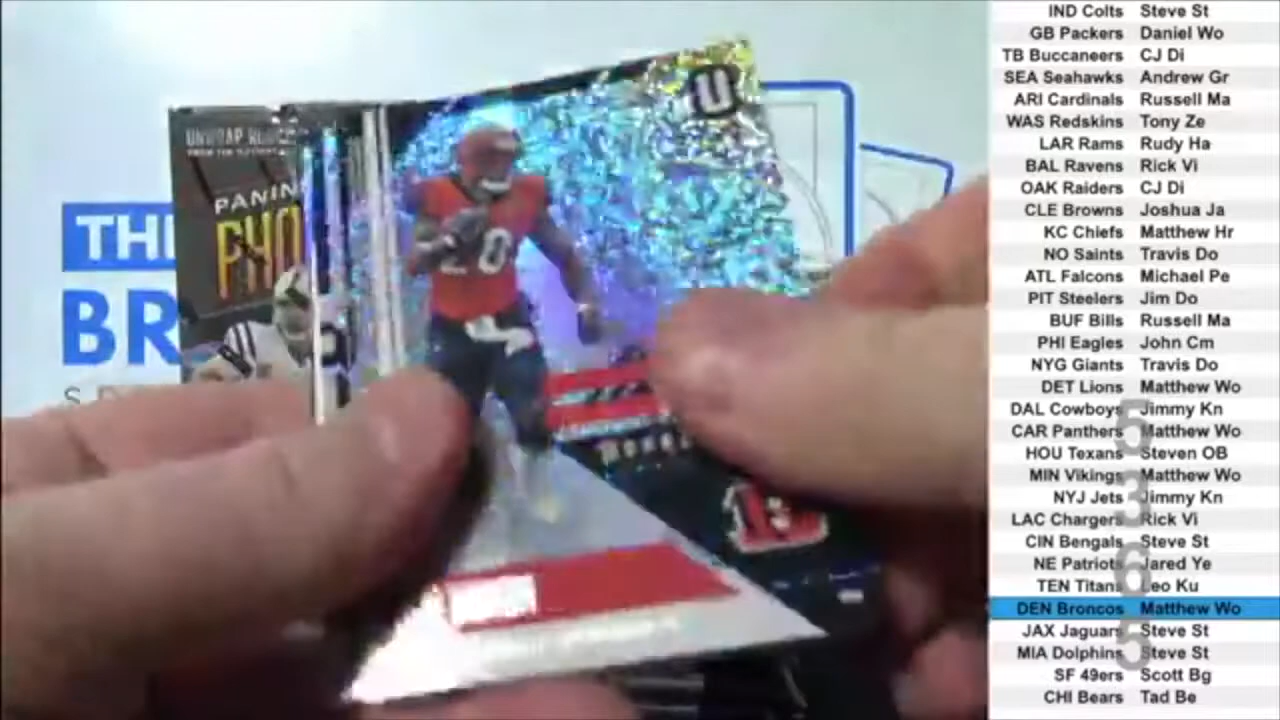 UNWRAP
PANIN
PHO
THE
BR
20
U
IND Colts Steve St
GB Packers Daniel Wo
TB Buccaneers CJ Di
SEA Seahawks Andrew Gr
ARI Cardinals Russell Ma
WAS Redskins Tony Ze
LAR Rams Rudy Ha
BAL Ravens Rick Vi
OAK Raiders CJ Di
CLE Browns Joshua Ja
KC Chiefs Matthew Hr
NO Saints Travis Do
ATL Falcons Michael Pe
PIT Steelers Jim Do
BUF Bills Russell Ma
PHI Eagles John Cm
NYG Giants Travis Do
DET Lions Matthew Wo
DAL Cowboys Jimmy Kn
CAR Panthers Matthew Wo
HOU Texans Steven OB
MIN Vikings Matthew Wo
NYJ Jets Jimmy Kn
LAC Chargers Rick Vi
CIN Bengals Steve St
NE Patriots Jared Ye
TEN Titans Leo Ku
DEN Broncos Matthew Wo
JAX Jaguars Steve St
MIA Dolphins Steve St
SF 49ers Scott Bg
CHI Bears Tad Be
5365